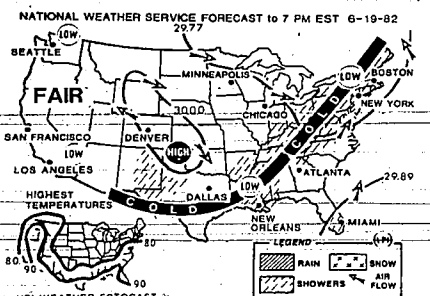 NATIONAL WEATHER SERVICE FORECAST to 7 PM EST 6-19-82
29.77
LOW
SEATTLE
MINNEAPOLIS
LOW
BOSTON
FAIR
30.00
NEW YORK
CHICAGO
COLD
SAN FRANCISCO
DENVER
HIGH
LOW
LOS ANGELES
ATLANTA
HIGHEST
TEMPERATURES
DALLAS
LOW
29.89
COLD
NEW
ORLEANS
MIAMI
80
LEGEND
80
90
RAIN
SNOW
90
SHOWERS
AIR
FLOW